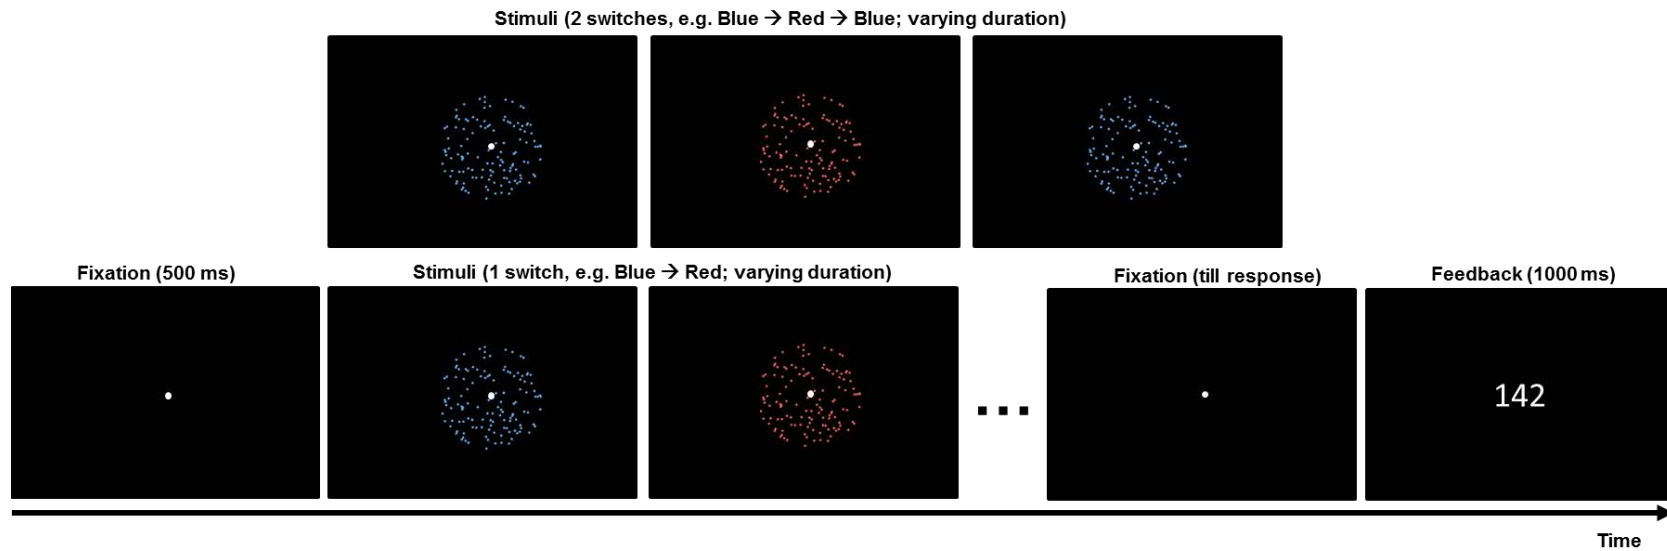 Stimuli (2 switches, e.g. Blue → Red → Blue; varying duration)
Fixation (500 ms)
Stimuli (1 switch, e.g. Blue → Red; varying duration)
Fixation (till response)
Feedback (1000 ms)
142
Time